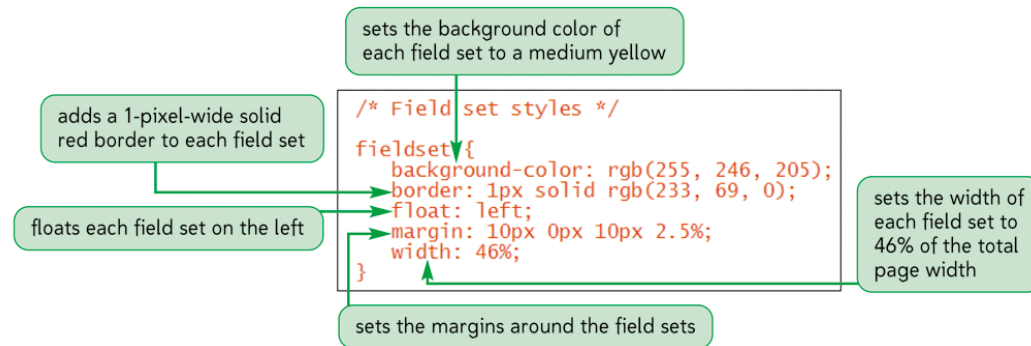 sets the background color of
each field set to a medium yellow
adds a 1-pixel-wide solid
red border to each field set
floats each field set on the left
/* Field set styles */
fieldset {
background-color: rgb(255, 246, 205);
border: 1px solid rgb(233, 69, 0);
float: left;
margin: 10px 0px 10px 2.5%;
width: 46%;
}
sets the width of
each field set to
46% of the total
page width
sets the margins around the field sets